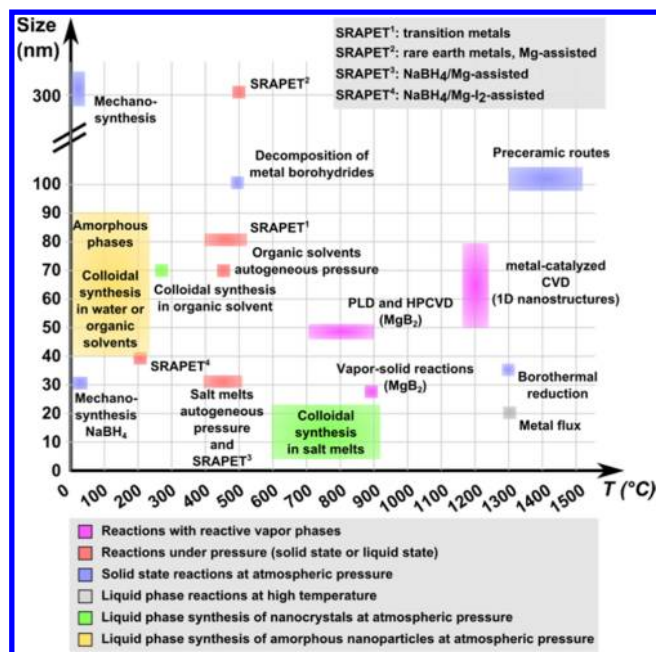 Size
(nm)
SRAPET¹: transition metals
SRAPET²: rare earth metals, Mg-assisted
SRAPET³: NaBH₄/Mg-assisted
SRAPET⁴: NaBH₄/Mg-I₂-assisted
300
Mechano-
synthesis
SRAPET²
Decomposition of
metal borohydrides
Preceramic routes
100
90
80
70
60
50
40
30
20
10
0
Amorphous
phases
Colloidal
synthesis
in water or
organic
solvents
SRAPET¹
Organic solvents
autogeneous pressure
Colloidal synthesis
in organic solvent
metal-catalyzed
CVD
(1D nanostructures)
PLD and HPCVD
(MgB₂)
SRAPET⁴
Vapor-solid reactions
(MgB₂)
Borothermal
reduction
Mechano-
synthesis
NaBH₄
Salt melts
autogeneous
pressure
and
SRAPET³
Colloidal
synthesis
in salt melts
Metal flux
0 100 200 300 400 500 600 700 800 900 1000 1100 1200 1300 1400 1500
T (°C)
Reactions with reactive vapor phases
Reactions under pressure (solid state or liquid state)
Solid state reactions at atmospheric pressure
Liquid phase reactions at high temperature
Liquid phase synthesis of nanocrystals at atmospheric pressure
Liquid phase synthesis of amorphous nanoparticles at atmospheric pressure